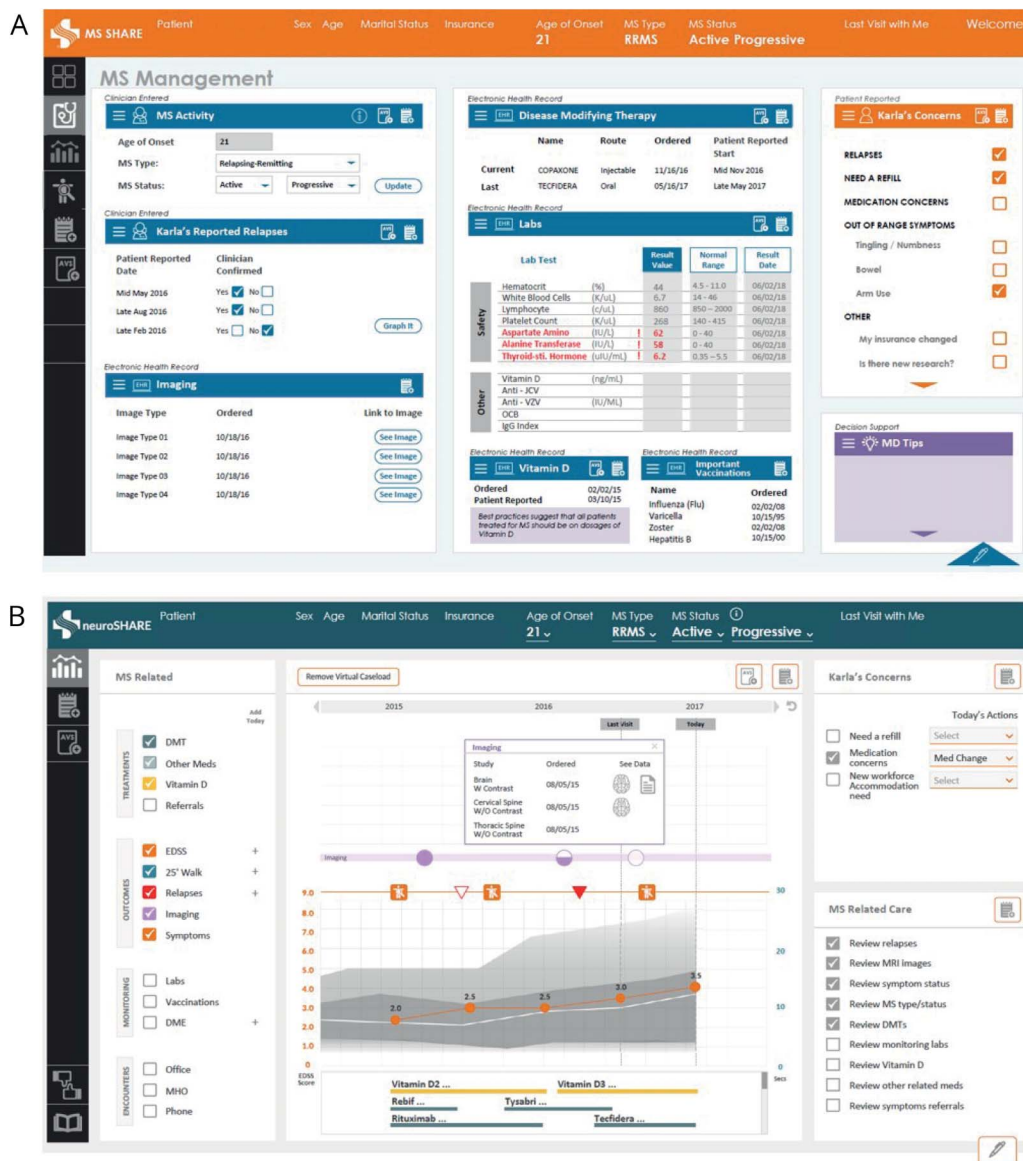 A
MS SHARE
Patient
Sex Age Marital Status Insurance
Age of Onset
21
MS Type
RRMS
MS Status
Active Progressive
Last Visit with Me
Welcome
MS Management
Clinician Entered
MS Activity
AVS
Age of Onset 21
MS Type: Relapsing-Remitting
MS Status: Active Progressive Update
Clinician Entered
Karla's Reported Relapses
AVS
Patient Reported Date
Clinician Confirmed
Mid May 2016 Yes No
Late Aug 2016 Yes No
Late Feb 2016 Yes No
Graph It
Electronic Health Record
EHR Imaging
Image Type Ordered Link to Image
Image Type 01 10/18/16 See Image
Image Type 02 10/18/16 See Image
Image Type 03 10/18/16 See Image
Image Type 04 10/18/16 See Image
Electronic Health Record
EHR Disease Modifying Therapy
AVS
Name Route Ordered Patient Reported Start
Current COPAXONE Injectable 11/16/16 Mid Nov 2016
Last TECFIDERA Oral 05/16/17 Late May 2017
Electronic Health Record
EHR Labs
AVS
Lab Test Result Value Normal Range Result Date
Safety
Hematocrit (%) 44 4.5 - 11.0 06/02/18
White Blood Cells (K/uL) 6.7 14 - 46 06/02/18
Lymphocyte (c/uL) 860 850 – 2000 06/02/18
Platelet Count (K/uL) 268 140 - 415 06/02/18
Aspartate Amino (IU/L) ! 62 0 - 40 06/02/18
Alanine Transferase (IU/L) ! 58 0 - 40 06/02/18
Thyroid-sti. Hormone (uIU/mL) ! 6.2 0.35 – 5.5 06/02/18
Other
Vitamin D (ng/mL)
Anti - JCV
Anti - VZV (IU/ML)
OCB
IgG Index
Electronic Health Record
EHR Vitamin D
AVS
Ordered 02/02/15
Patient Reported 03/10/15
Best practices suggest that all patients
treated for MS should be on dosages of
Vitamin D
Electronic Health Record
EHR Important Vaccinations
Name Ordered
Influenza (Flu) 02/02/08
Varicella 10/15/95
Zoster 02/02/08
Hepatitis B 10/15/00
Patient Reported
Karla's Concerns
AVS
RELAPSES
NEED A REFILL
MEDICATION CONCERNS
OUT OF RANGE SYMPTOMS
Tingling / Numbness
Bowel
Arm Use
OTHER
My insurance changed
Is there new research?
Decision Support
MD Tips
AVS
B
neuroSHARE
Patient
Sex Age Marital Status Insurance
Age of Onset
21
MS Type
RRMS
MS Status
Active Progressive
Last Visit with Me
AVS
MS Related
Add Today
TREATMENTS
DMT
Other Meds
Vitamin D
Referrals
OUTCOMES
EDSS +
25' Walk +
Relapses +
Imaging
Symptoms
MONITORING
Labs
Vaccinations
DME +
ENCOUNTERS
Office
MHO
Phone
Remove Virtual Caseload
AVS
2015 2016 2017
Last Visit Today
Imaging
Study Ordered See Data
Brain
W Contrast 08/05/15
Cervical Spine
W/O Contrast 08/05/15
Thoracic Spine
W/O Contrast 08/05/15
Imaging
9.0
8.0
7.0
6.0
5.0
4.0
3.0
2.0
1.0
0
EDSS Score
2.0 2.5 2.5 3.0 3.5
30
20
10
0
Secs
Vitamin D2 ... Vitamin D3 ...
Rebif ... Tysabri ...
Rituximab ... Tecfidera ...
Karla's Concerns
Today's Actions
Need a refill Select
Medication concerns Med Change
New workforce Accommodation need Select
MS Related Care
Review relapses
Review MRI images
Review symptom status
Review MS type/status
Review DMTs
Review monitoring labs
Review Vitamin D
Review other related meds
Review symptoms referrals